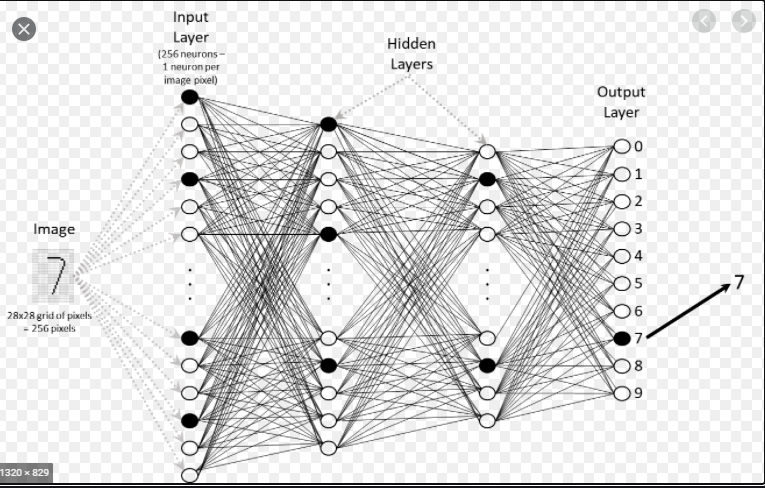 Input
Layer
(256 neurons –
1 neuron per
image pixel)
Hidden
Layers
Output
Layer
0
1
2
3
4
5
6
7
8
9
7
Image
7
28x28 grid of pixels
= 256 pixels
1320 × 829